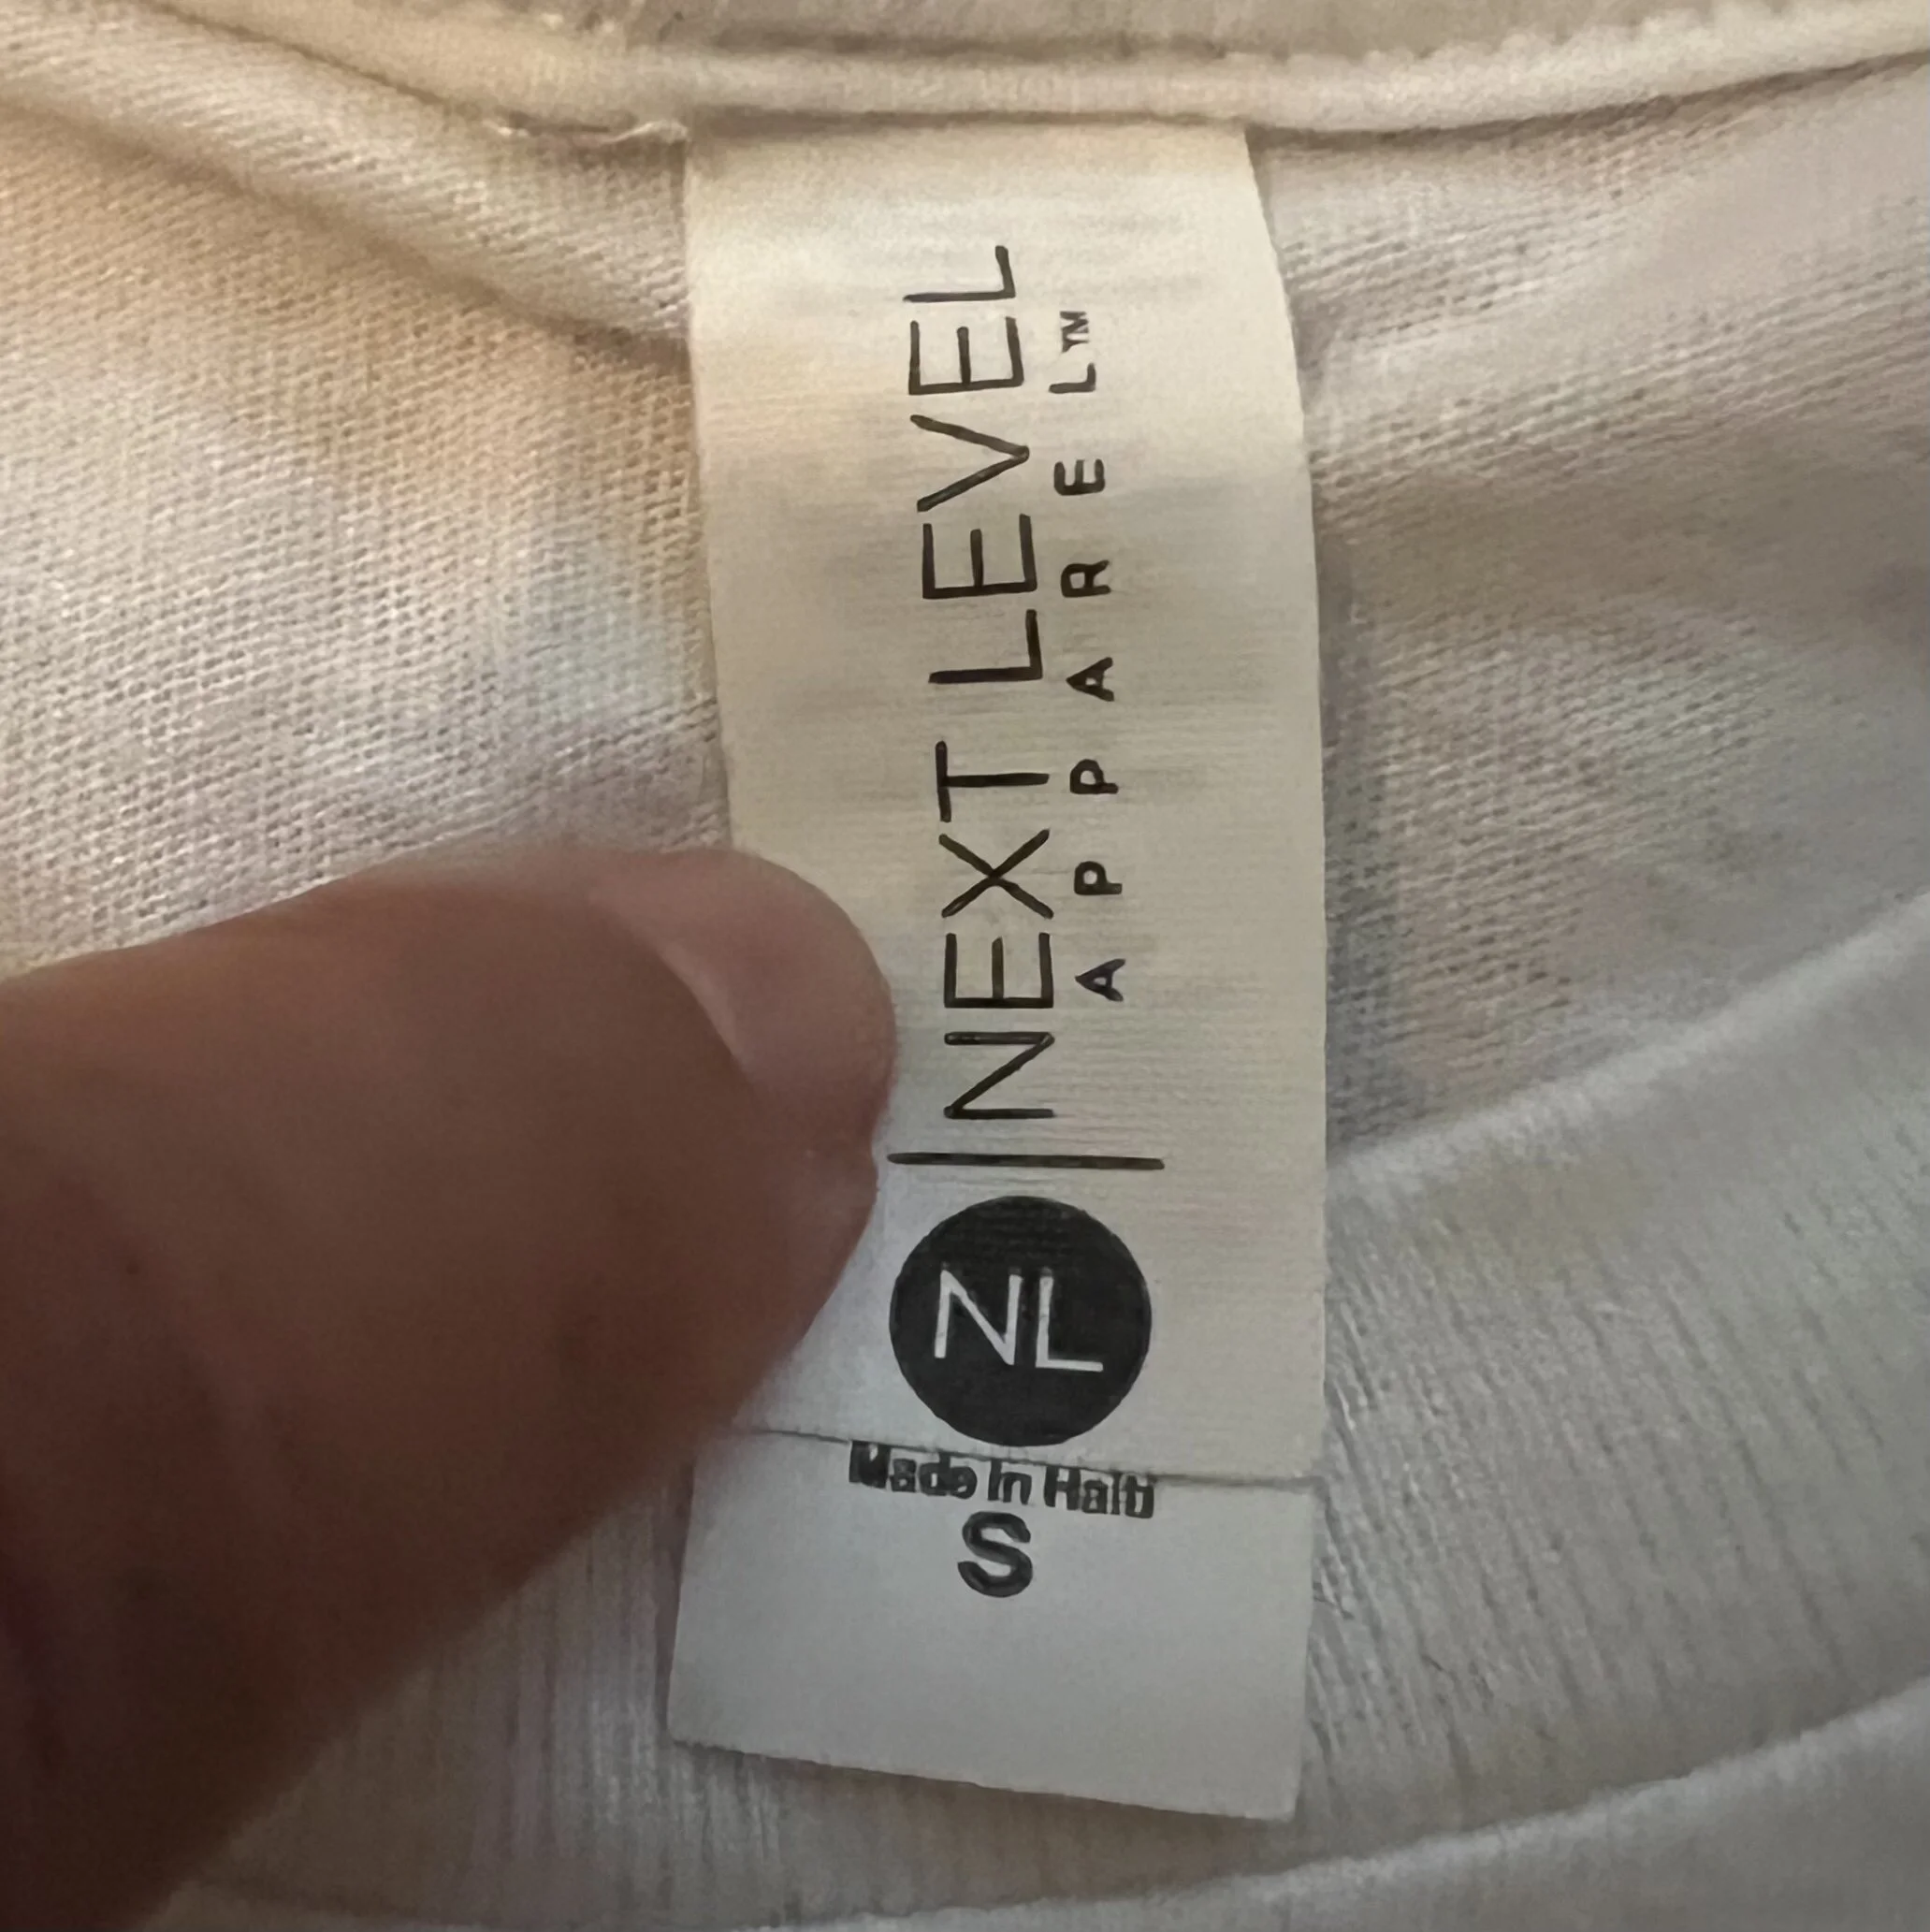 NEXT LEVEL
APPAREL™
NL
Made in Haiti
S